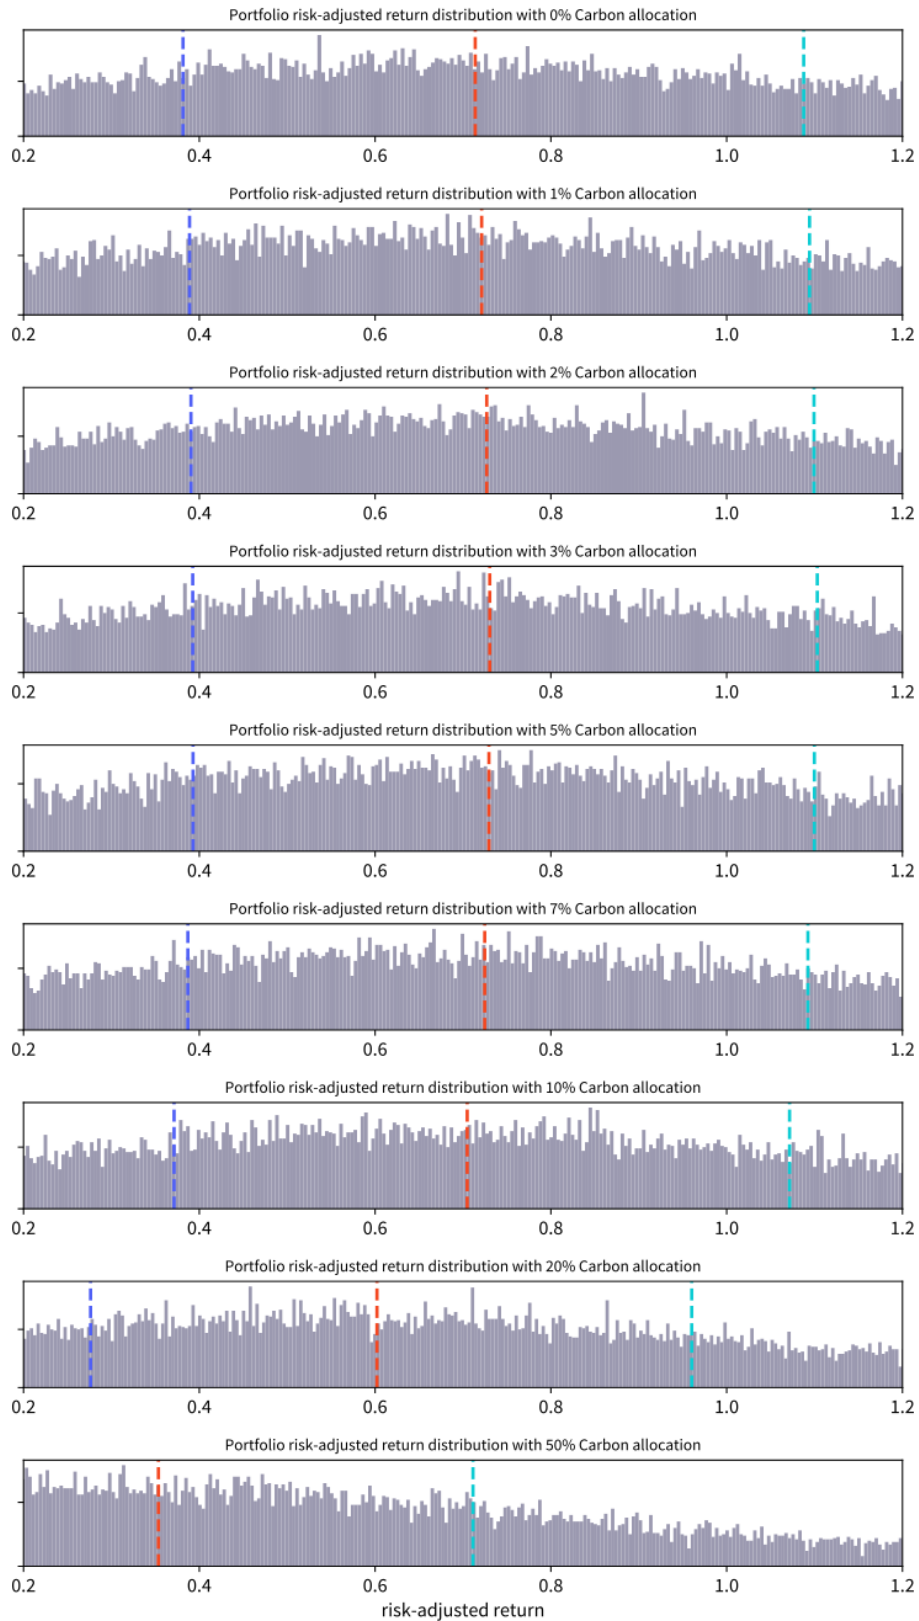 Portfolio risk-adjusted return distribution with 0% Carbon allocation
0.2 0.4 0.6 0.8 1.0 1.2
Portfolio risk-adjusted return distribution with 1% Carbon allocation
0.2 0.4 0.6 0.8 1.0 1.2
Portfolio risk-adjusted return distribution with 2% Carbon allocation
0.2 0.4 0.6 0.8 1.0 1.2
Portfolio risk-adjusted return distribution with 3% Carbon allocation
0.2 0.4 0.6 0.8 1.0 1.2
Portfolio risk-adjusted return distribution with 5% Carbon allocation
0.2 0.4 0.6 0.8 1.0 1.2
Portfolio risk-adjusted return distribution with 7% Carbon allocation
0.2 0.4 0.6 0.8 1.0 1.2
Portfolio risk-adjusted return distribution with 10% Carbon allocation
0.2 0.4 0.6 0.8 1.0 1.2
Portfolio risk-adjusted return distribution with 20% Carbon allocation
0.2 0.4 0.6 0.8 1.0 1.2
Portfolio risk-adjusted return distribution with 50% Carbon allocation
0.2 0.4 0.6 0.8 1.0 1.2
risk-adjusted return